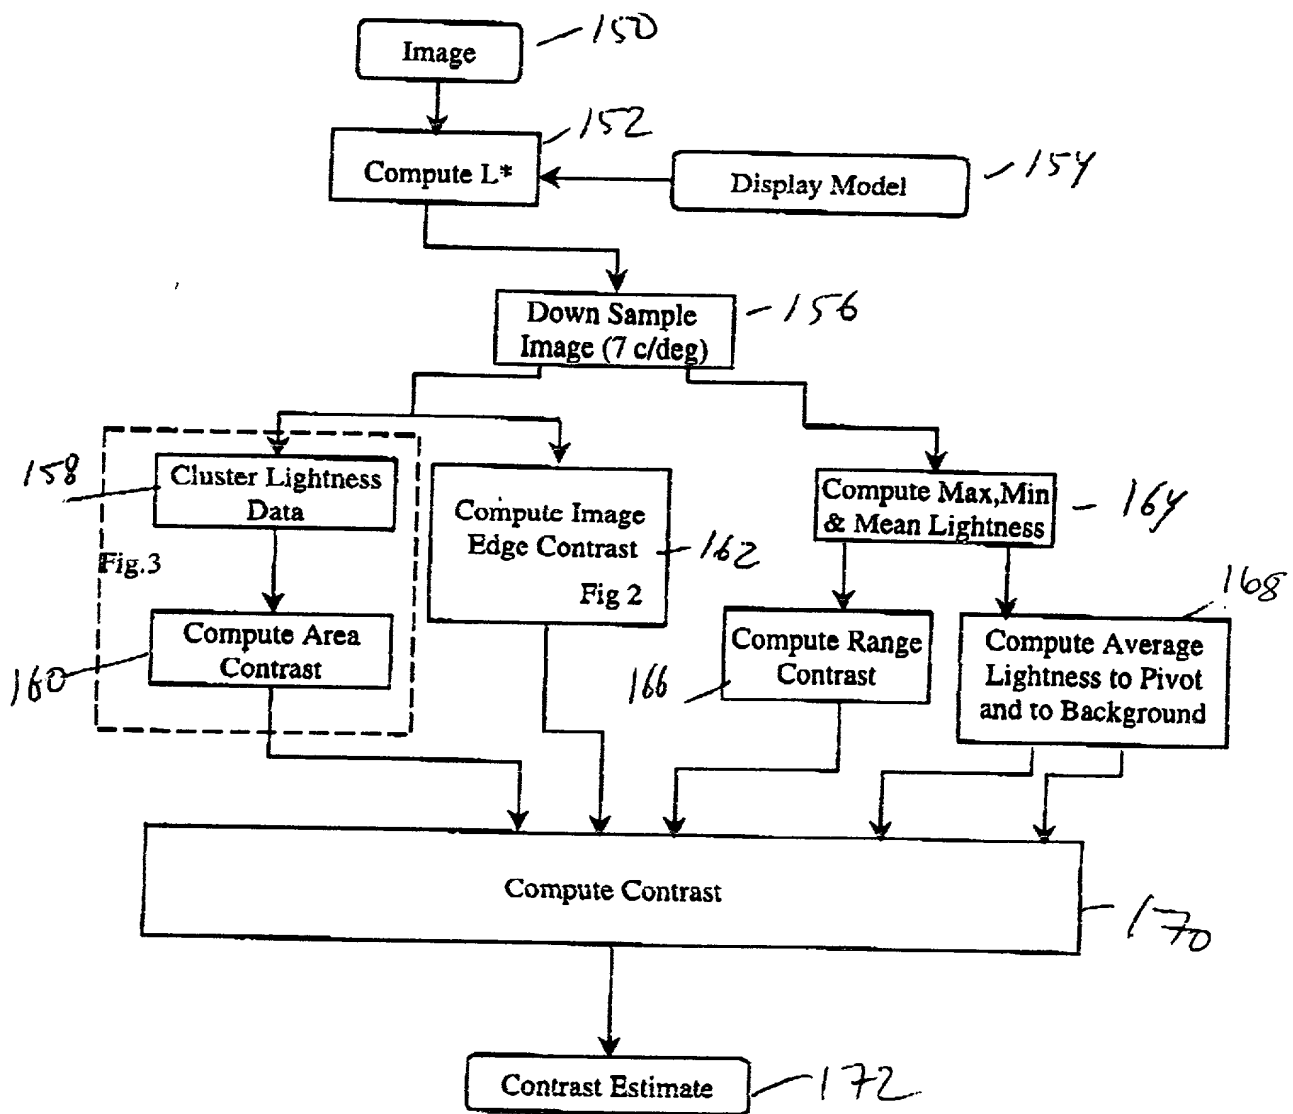 Image
150
152
Compute L*
Display Model
154
Down Sample
Image (7 c/deg)
156
158
Cluster Lightness
Data
Fig.3
Compute Area
Contrast
160
Compute Image
Edge Contrast
Fig 2
162
Compute Max,Min
& Mean Lightness
164
Compute Range
Contrast
166
168
Compute Average
Lightness to Pivot
and to Background
Compute Contrast
170
Contrast Estimate
172